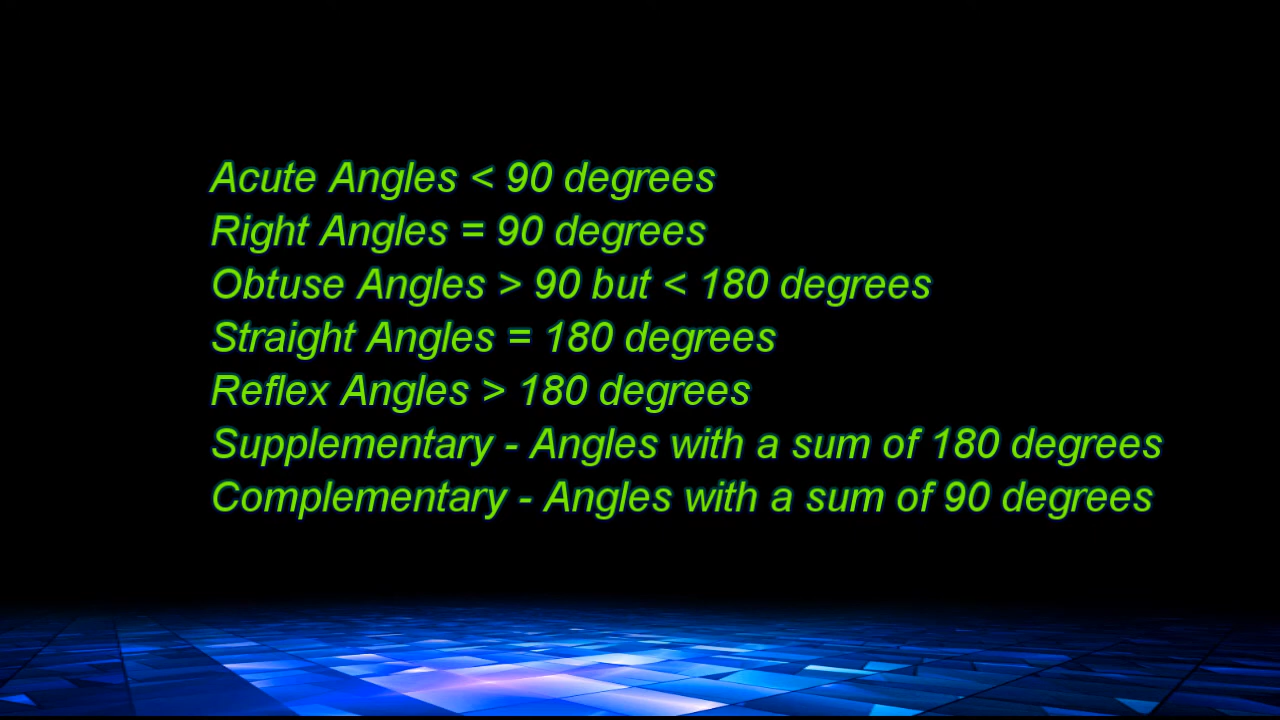 Acute Angles < 90 degrees
Right Angles = 90 degrees
Obtuse Angles > 90 but < 180 degrees
Straight Angles = 180 degrees
Reflex Angles > 180 degrees
Supplementary - Angles with a sum of 180 degrees
Complementary - Angles with a sum of 90 degrees